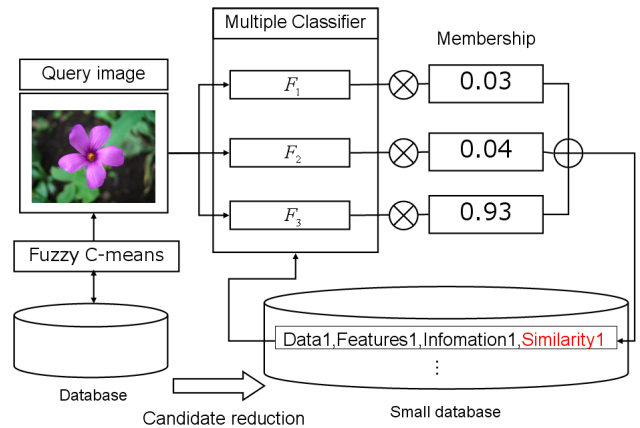 Multiple Classifier
Membership
Query image
F1
0.03
F2
0.04
F3
0.93
Fuzzy C-means
Data1,Features1,Infomation1,Similarity1
⋮
Database
Small database
Candidate reduction